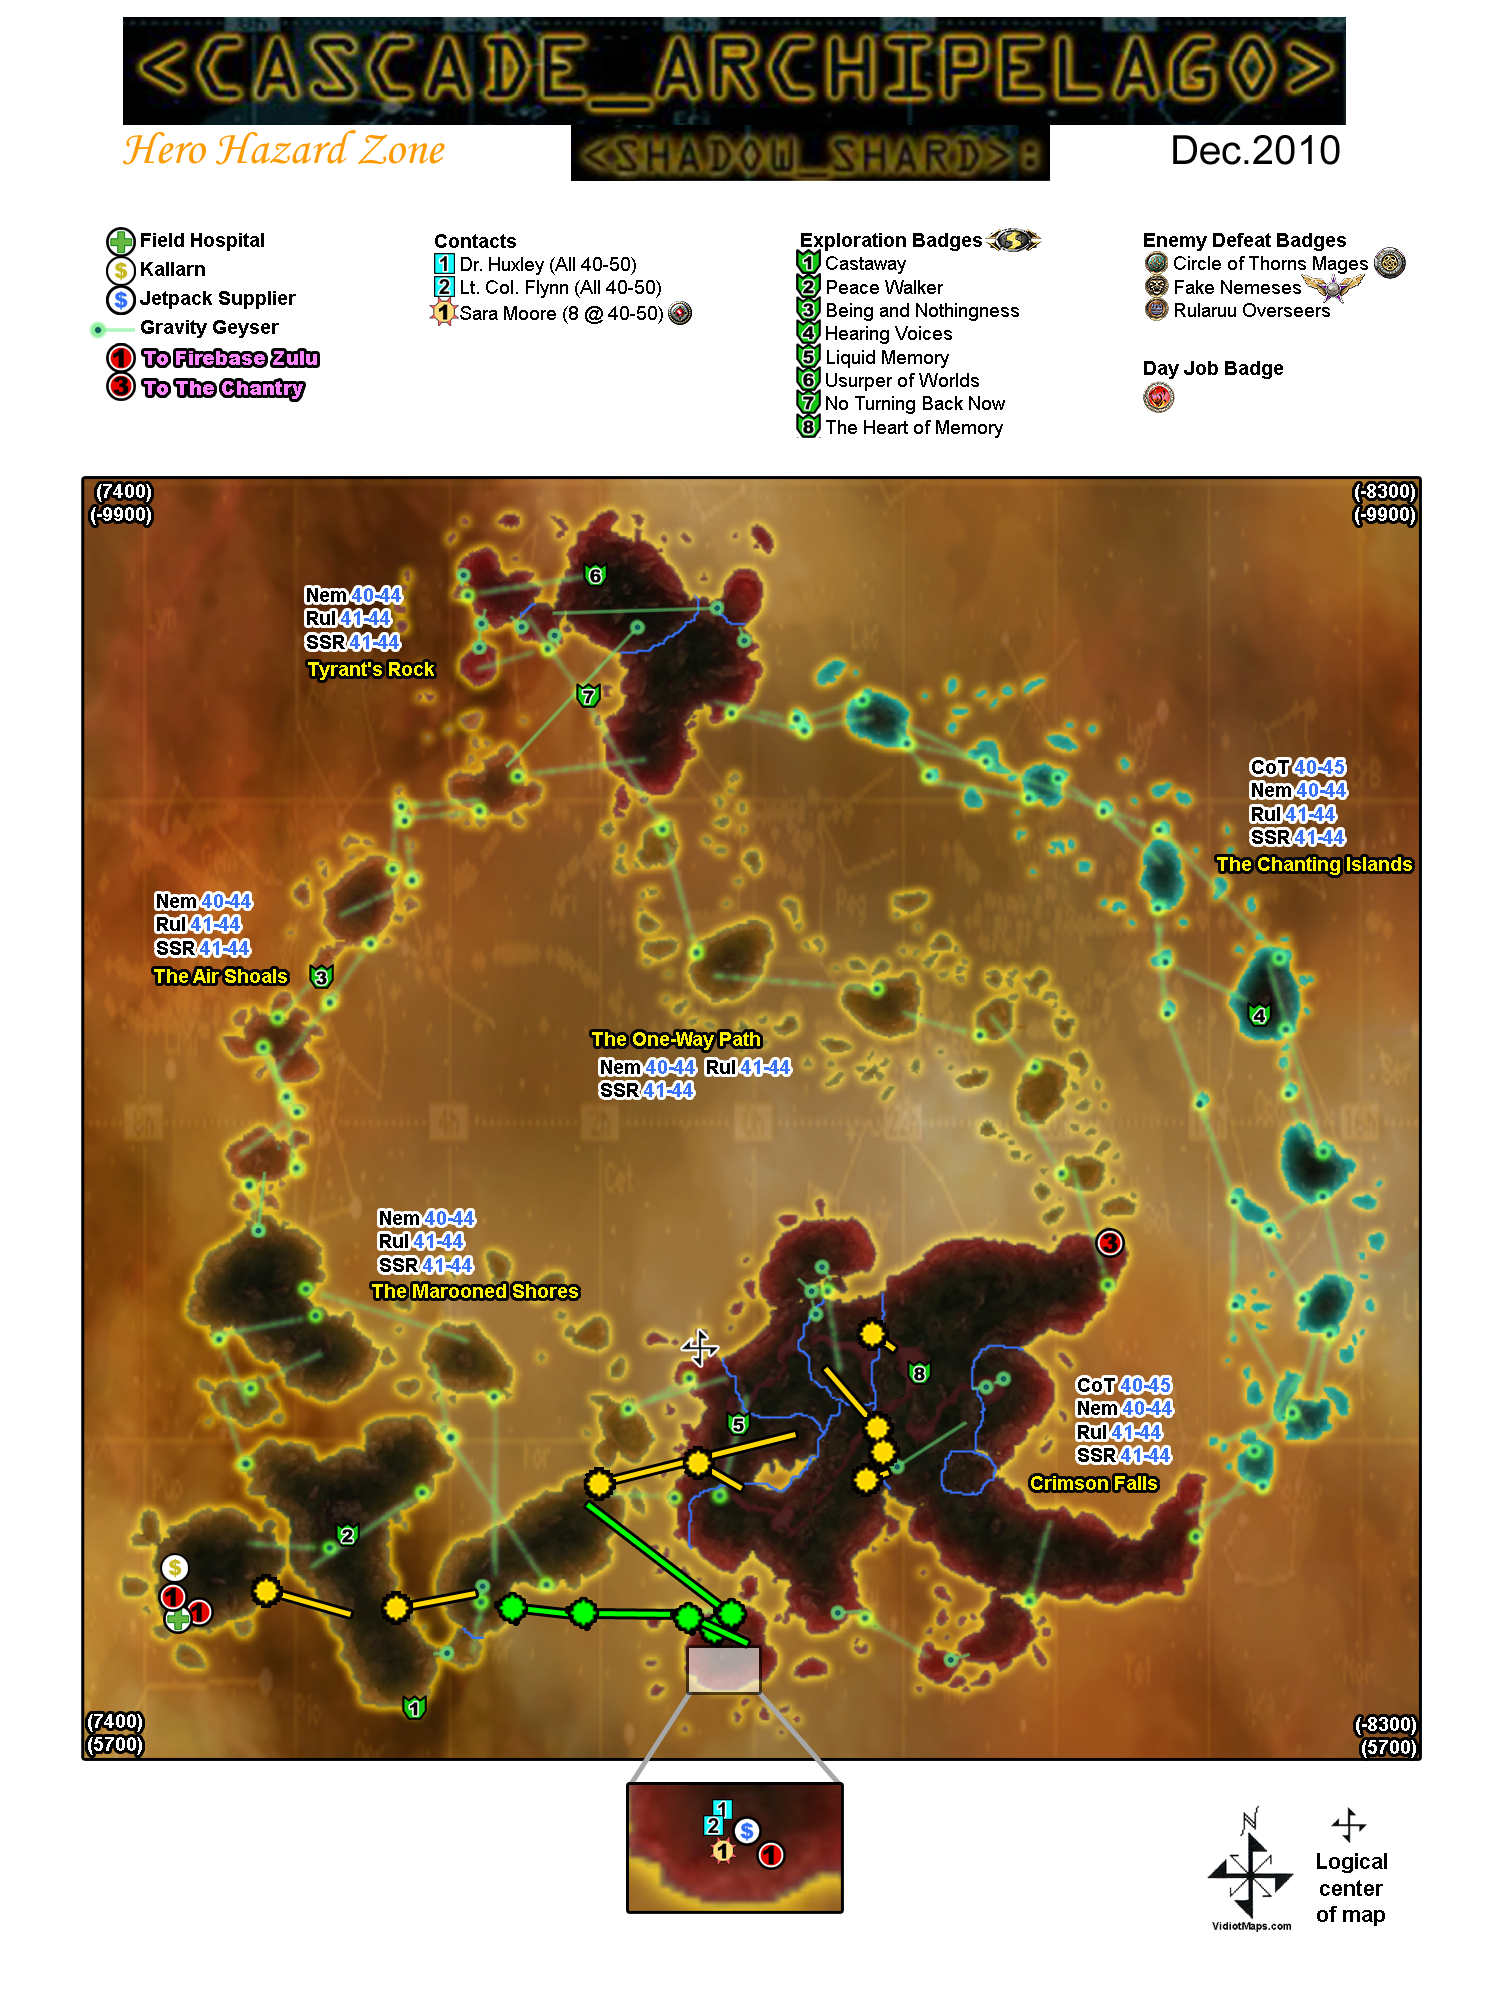 <CASCADE_ARCHIPELAGO>
Hero Hazard Zone
<SHADOW_SHARD>:
Dec.2010
Field Hospital
$ Kallarn
$ Jetpack Supplier
Gravity Geyser
1 To Firebase Zulu
3 To The Chantry
Contacts
1 Dr. Huxley (All 40-50)
2 Lt. Col. Flynn (All 40-50)
1 Sara Moore (8 @ 40-50)
Exploration Badges
1 Castaway
2 Peace Walker
3 Being and Nothingness
4 Hearing Voices
5 Liquid Memory
6 Usurper of Worlds
7 No Turning Back Now
8 The Heart of Memory
Enemy Defeat Badges
Circle of Thorns Mages
Fake Nemeses
Rularuu Overseers
Day Job Badge
(7400)
(-9900)
(-8300)
(-9900)
6
Nem 40-44
Rul 41-44
SSR 41-44
Tyrant's Rock
7
CoT 40-45
Nem 40-44
Rul 41-44
SSR 41-44
The Chanting Islands
Nem 40-44
Rul 41-44
SSR 41-44
The Air Shoals
3
4
The One-Way Path
Nem 40-44 Rul 41-44
SSR 41-44
Nem 40-44
Rul 41-44
SSR 41-44
The Marooned Shores
3
8
5
CoT 40-45
Nem 40-44
Rul 41-44
SSR 41-44
Crimson Falls
2
$
1
1
1
(7400)
(5700)
(-8300)
(5700)
1
2
$
1
1
N
VidiotMaps.com
Logical
center
of map